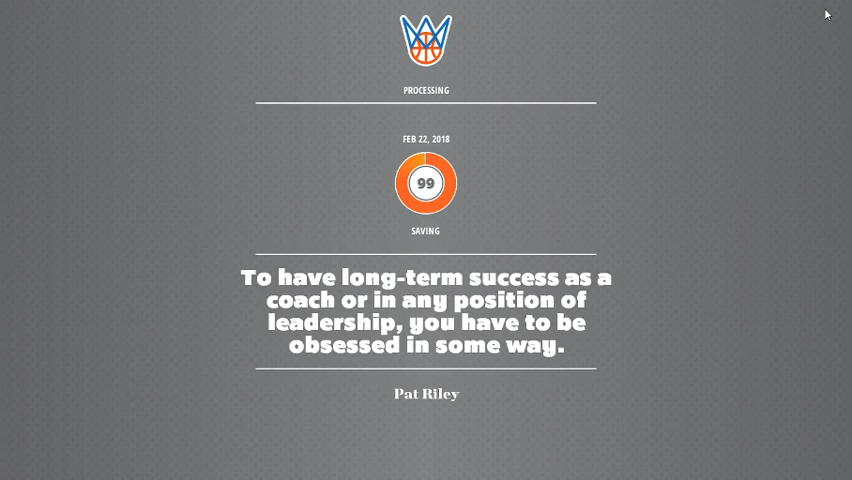 PROCESSING
FEB 22, 2018
99
SAVING
To have long-term success as a
coach or in any position of
leadership, you have to be
obsessed in some way.
Pat Riley